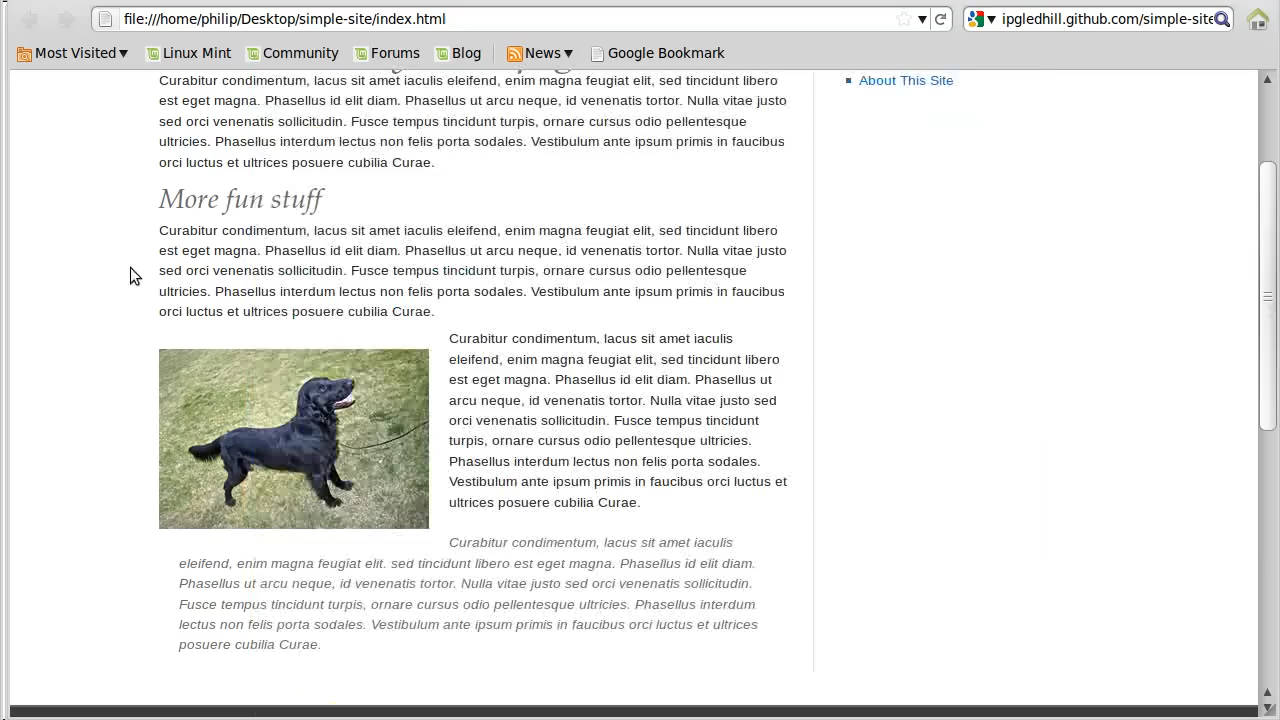 file:///home/philip/Desktop/simple-site/index.html
ipgledhill.github.com/simple-site
Most Visited
Linux Mint
Community
Forums
Blog
News
Google Bookmark
Curabitur condimentum, lacus sit amet iaculis eleifend, enim magna feugiat elit, sed tincidunt libero
est eget magna. Phasellus id elit diam. Phasellus ut arcu neque, id venenatis tortor. Nulla vitae justo
sed orci venenatis sollicitudin. Fusce tempus tincidunt turpis, ornare cursus odio pellentesque
ultricies. Phasellus interdum lectus non felis porta sodales. Vestibulum ante ipsum primis in faucibus
orci luctus et ultrices posuere cubilia Curae.
About This Site
More fun stuff
Curabitur condimentum, lacus sit amet iaculis eleifend, enim magna feugiat elit, sed tincidunt libero
est eget magna. Phasellus id elit diam. Phasellus ut arcu neque, id venenatis tortor. Nulla vitae justo
sed orci venenatis sollicitudin. Fusce tempus tincidunt turpis, ornare cursus odio pellentesque
ultricies. Phasellus interdum lectus non felis porta sodales. Vestibulum ante ipsum primis in faucibus
orci luctus et ultrices posuere cubilia Curae.
Curabitur condimentum, lacus sit amet iaculis
eleifend, enim magna feugiat elit, sed tincidunt libero
est eget magna. Phasellus id elit diam. Phasellus ut
arcu neque, id venenatis tortor. Nulla vitae justo sed
orci venenatis sollicitudin. Fusce tempus tincidunt
turpis, ornare cursus odio pellentesque ultricies.
Phasellus interdum lectus non felis porta sodales.
Vestibulum ante ipsum primis in faucibus orci luctus et
ultrices posuere cubilia Curae.
Curabitur condimentum, lacus sit amet iaculis
eleifend, enim magna feugiat elit. sed tincidunt libero est eget magna. Phasellus id elit diam.
Phasellus ut arcu neque, id venenatis tortor. Nulla vitae justo sed orci venenatis sollicitudin.
Fusce tempus tincidunt turpis, ornare cursus odio pellentesque ultricies. Phasellus interdum
lectus non felis porta sodales. Vestibulum ante ipsum primis in faucibus orci luctus et ultrices
posuere cubilia Curae.